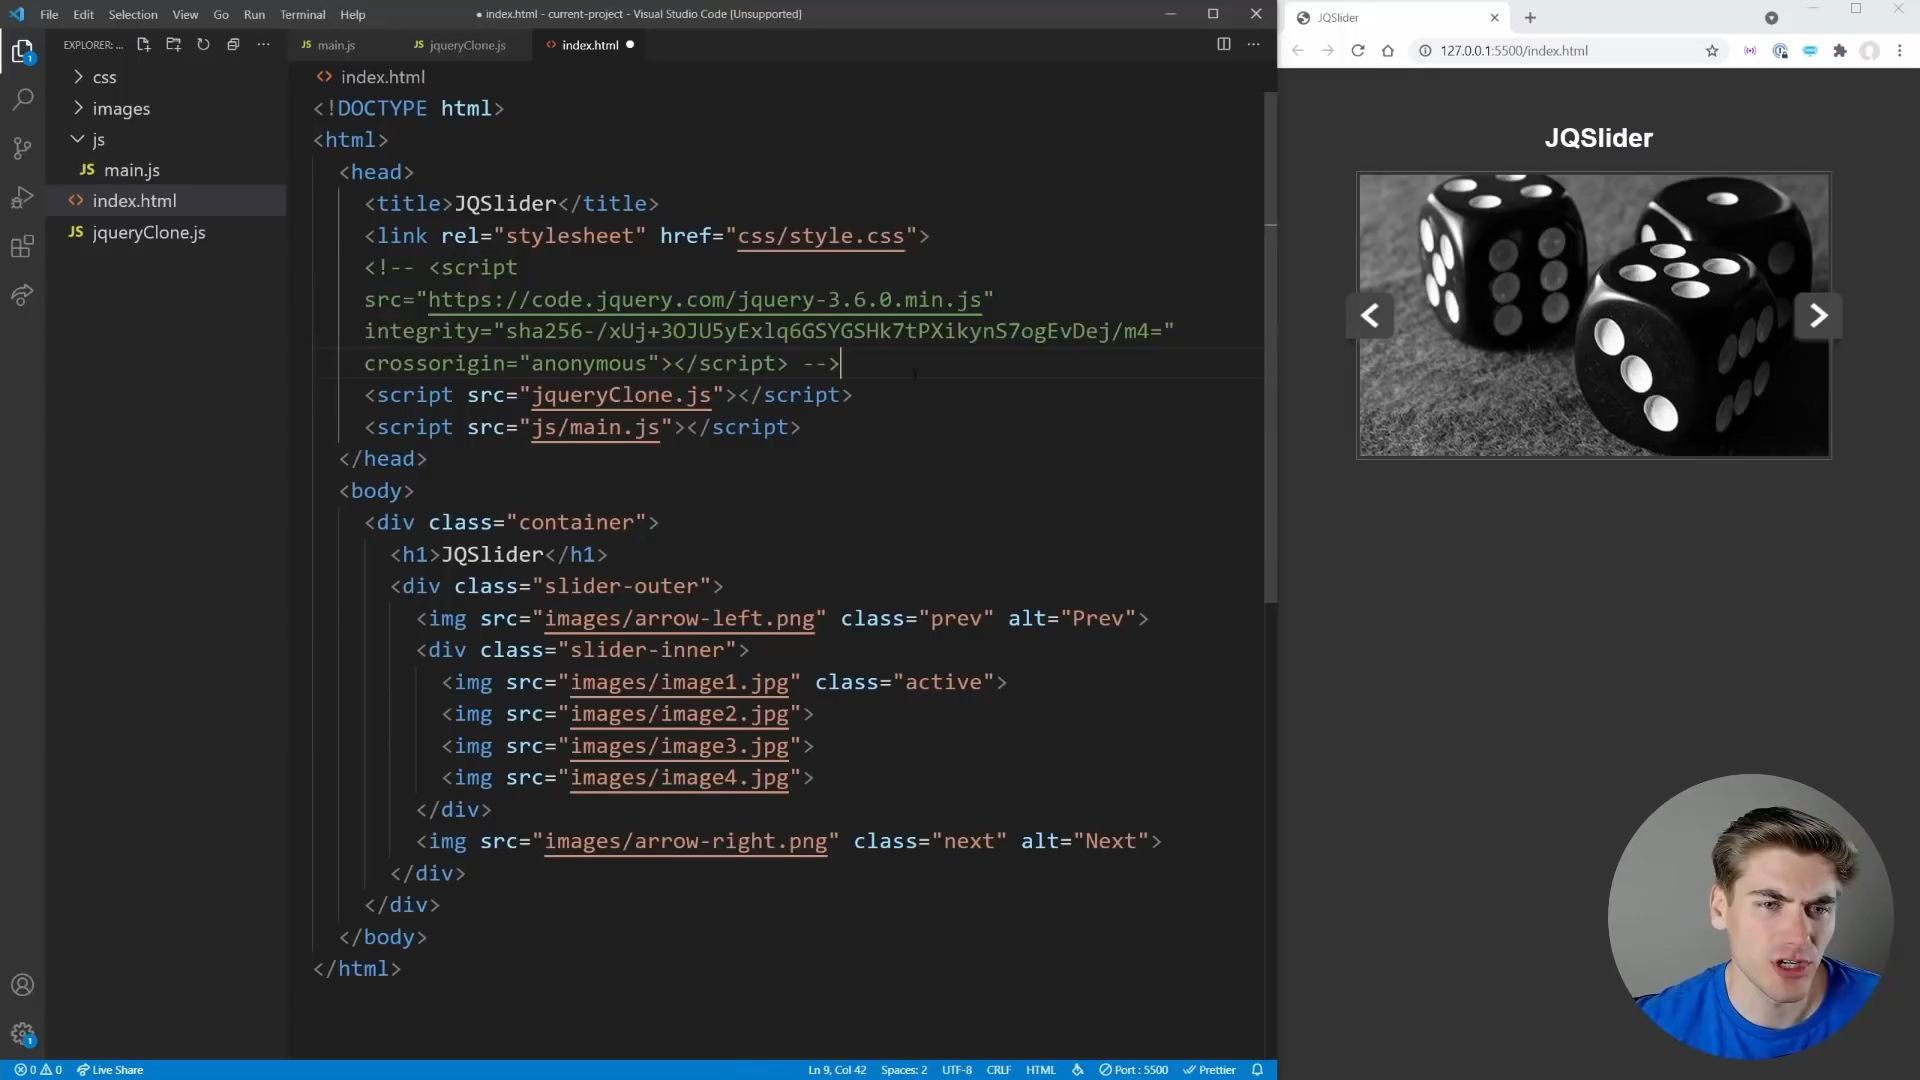 File Edit Selection View Go Run Terminal Help
● index.html - current-project - Visual Studio Code [Unsupported]
JQSlider
EXPLORER: ...
JS main.js
JS jqueryClone.js
<> index.html
127.0.0.1:5500/index.html
css
images
js
JS main.js
<> index.html
JS jqueryClone.js
<> index.html
<!DOCTYPE html>
<html>
<head>
<title>JQSlider</title>
<link rel="stylesheet" href="css/style.css">
<!-- <script
src="https://code.jquery.com/jquery-3.6.0.min.js"
integrity="sha256-/xUj+3OJU5yExlq6GSYGSHk7tPXikynS7ogEvDej/m4="
crossorigin="anonymous"></script> -->
<script src="jqueryClone.js"></script>
<script src="js/main.js"></script>
</head>
<body>
<div class="container">
<h1>JQSlider</h1>
<div class="slider-outer">
<img src="images/arrow-left.png" class="prev" alt="Prev">
<div class="slider-inner">
<img src="images/image1.jpg" class="active">
<img src="images/image2.jpg">
<img src="images/image3.jpg">
<img src="images/image4.jpg">
</div>
<img src="images/arrow-right.png" class="next" alt="Next">
</div>
</div>
</body>
</html>
JQSlider
1
1
0 0
Live Share
Ln 9, Col 42
Spaces: 2
UTF-8
CRLF
HTML
Port : 5500
Prettier